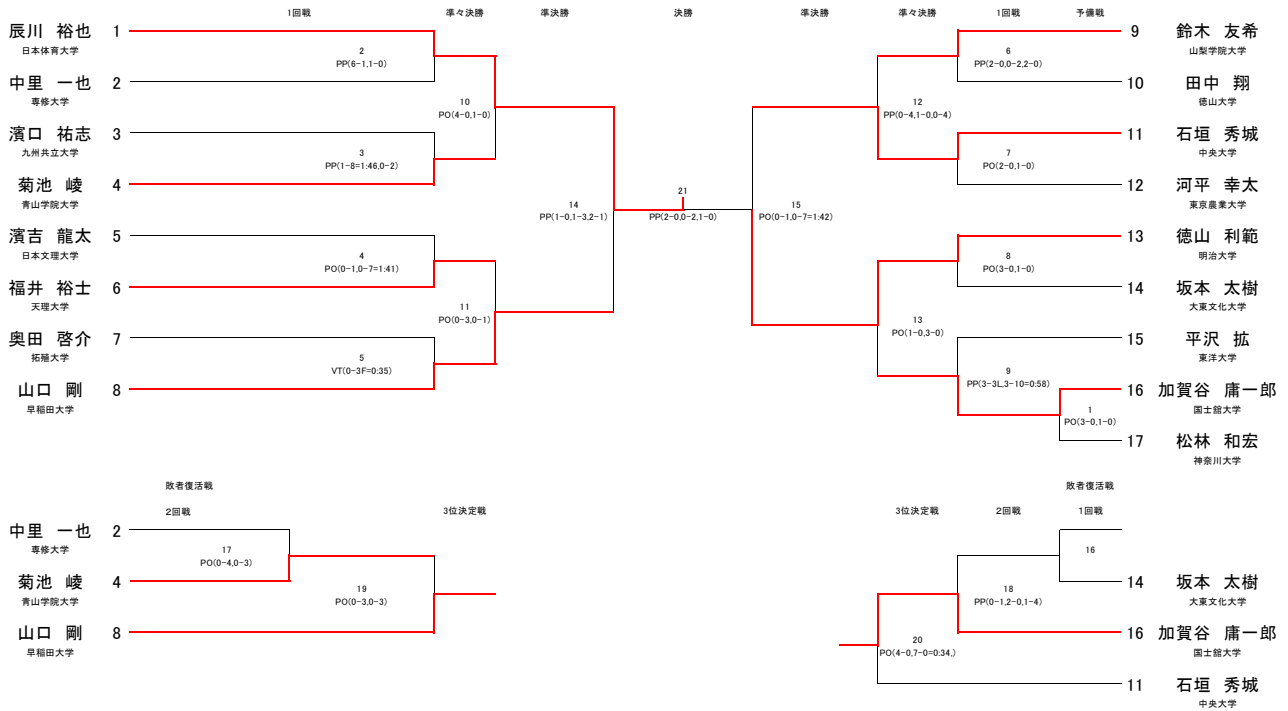 1回戦 準々決勝 準決勝 決勝 準決勝 準々決勝 1回戦 予備戦
辰川 裕也 1
日本体育大学
2
PP(6-1,1-0)
中里 一也 2
専修大学
10
PO(4-0,1-0)
濱口 祐志 3
九州共立大学
3
PP(1-8=1:46,0-2)
菊池 崚 4
青山学院大学
14
PP(1-0,1-3,2-1)
濱吉 龍太 5
日本文理大学
4
PO(0-1,0-7=1:41)
福井 裕士 6
天理大学
11
PO(0-3,0-1)
奥田 啓介 7
拓殖大学
5
VT(0-3F=0:35)
山口 剛 8
早稲田大学
21
PP(2-0,0-2,1-0)
9 鈴木 友希
山梨学院大学
6
PP(2-0,0-2,2-0)
10 田中 翔
徳山大学
12
PP(0-4,1-0,0-4)
11 石垣 秀城
中央大学
7
PO(2-0,1-0)
12 河平 幸太
東京農業大学
15
PO(0-1,0-7=1:42)
13 徳山 利範
明治大学
8
PO(3-0,1-0)
14 坂本 太樹
大東文化大学
13
PO(1-0,3-0)
15 平沢 拡
東洋大学
9
PP(3-3L,3-10=0:58)
16 加賀谷 庸一郎
国士舘大学
1
PO(3-0,1-0)
17 松林 和宏
神奈川大学
敗者復活戦
2回戦 3位決定戦
中里 一也 2
専修大学
17
PO(0-4,0-3)
菊池 崚 4
青山学院大学
19
PO(0-3,0-3)
山口 剛 8
早稲田大学
敗者復活戦
3位決定戦 2回戦 1回戦
16
14 坂本 太樹
大東文化大学
18
PP(0-1,2-0,1-4)
16 加賀谷 庸一郎
国士舘大学
20
PO(4-0,7-0=0:34,)
11 石垣 秀城
中央大学